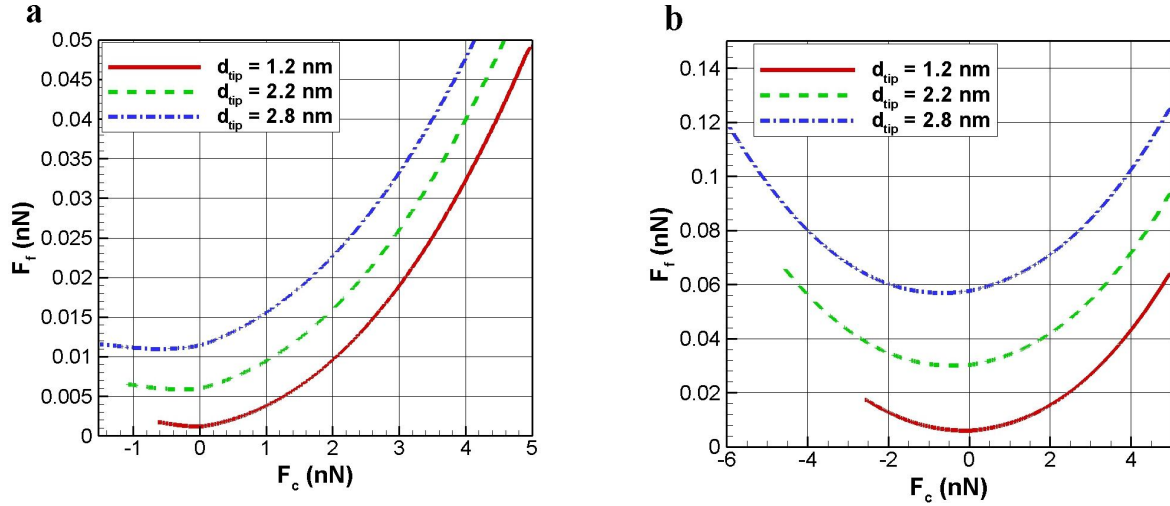 a
0.05
0.045
0.04
0.035
0.03
0.025
0.02
0.015
0.01
0.005
0
F_f (nN)
d_tip = 1.2 nm
d_tip = 2.2 nm
d_tip = 2.8 nm
-1 0 1 2 3 4 5
F_c (nN)
b
0.14
0.12
0.1
0.08
0.06
0.04
0.02
0
F_f (nN)
d_tip = 1.2 nm
d_tip = 2.2 nm
d_tip = 2.8 nm
-6 -4 -2 0 2 4
F_c (nN)